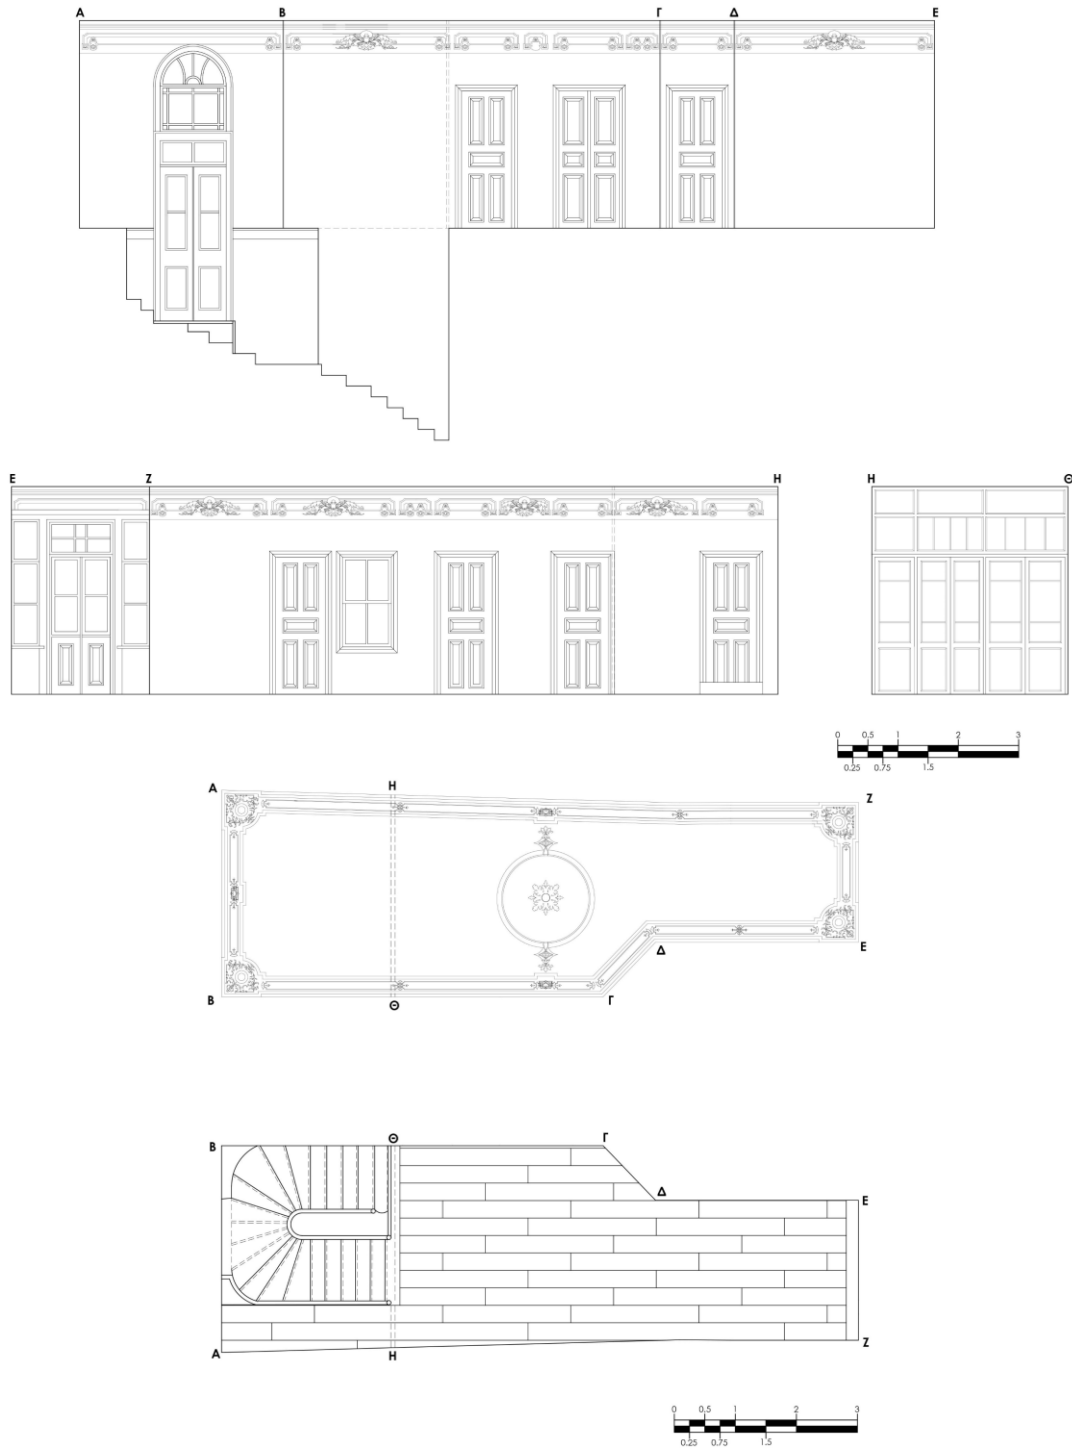 Α Β Γ Δ Ε
Ε Ζ Η Η Θ
0 0.5 1 2 3
0.25 0.75 1.5
Α Η Ζ
Β Θ Γ Δ Ε
Β Θ Γ
Δ Ε
Α Η Ζ
0 0.5 1 2 3
0.25 0.75 1.5